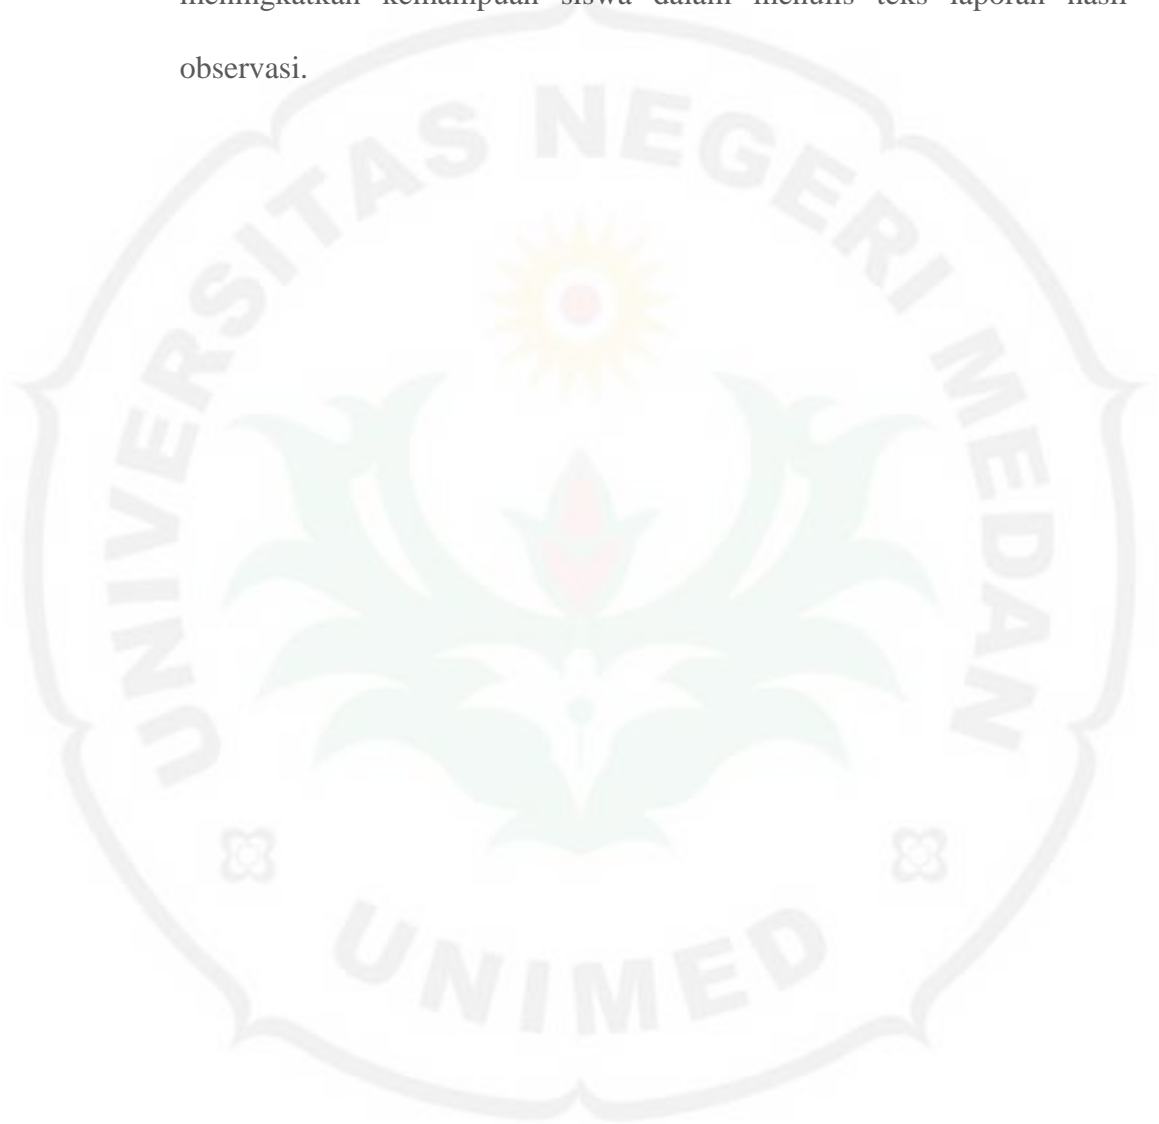 meningkatkan kemampuan siswa dalam menulis teks laporan hasil
observasi.
UNIVERSITAS NEGERI MEDAN
UNIMED